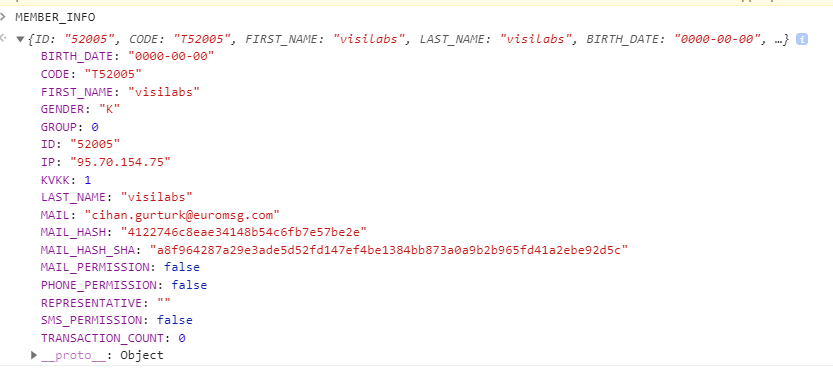 MEMBER_INFO
{ID: "52005", CODE: "T52005", FIRST_NAME: "visilabs", LAST_NAME: "visilabs", BIRTH_DATE: "0000-00-00", …}
BIRTH_DATE: "0000-00-00"
CODE: "T52005"
FIRST_NAME: "visilabs"
GENDER: "K"
GROUP: 0
ID: "52005"
IP: "95.70.154.75"
KVKK: 1
LAST_NAME: "visilabs"
MAIL: "cihan.gurturk@euromsg.com"
MAIL_HASH: "4122746c8eae34148b54c6fb7e57be2e"
MAIL_HASH_SHA: "a8f964287a29e3ade5d52fd147ef4be1384bb873a0a9b2b965fd41a2ebe92d5c"
MAIL_PERMISSION: false
PHONE_PERMISSION: false
REPRESENTATIVE: ""
SMS_PERMISSION: false
TRANSACTION_COUNT: 0
__proto__: Object